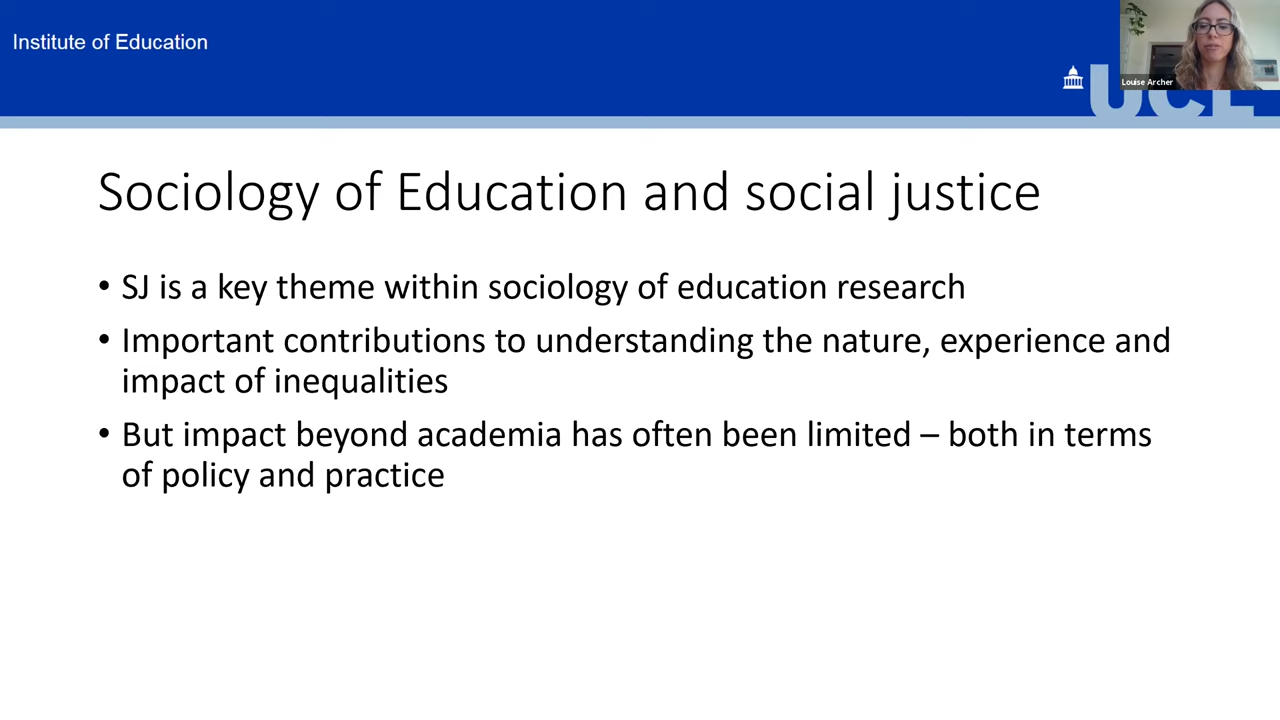 Institute of Education
Louise Archer
UCL
Sociology of Education and social justice
• SJ is a key theme within sociology of education research
• Important contributions to understanding the nature, experience and
impact of inequalities
• But impact beyond academia has often been limited – both in terms
of policy and practice